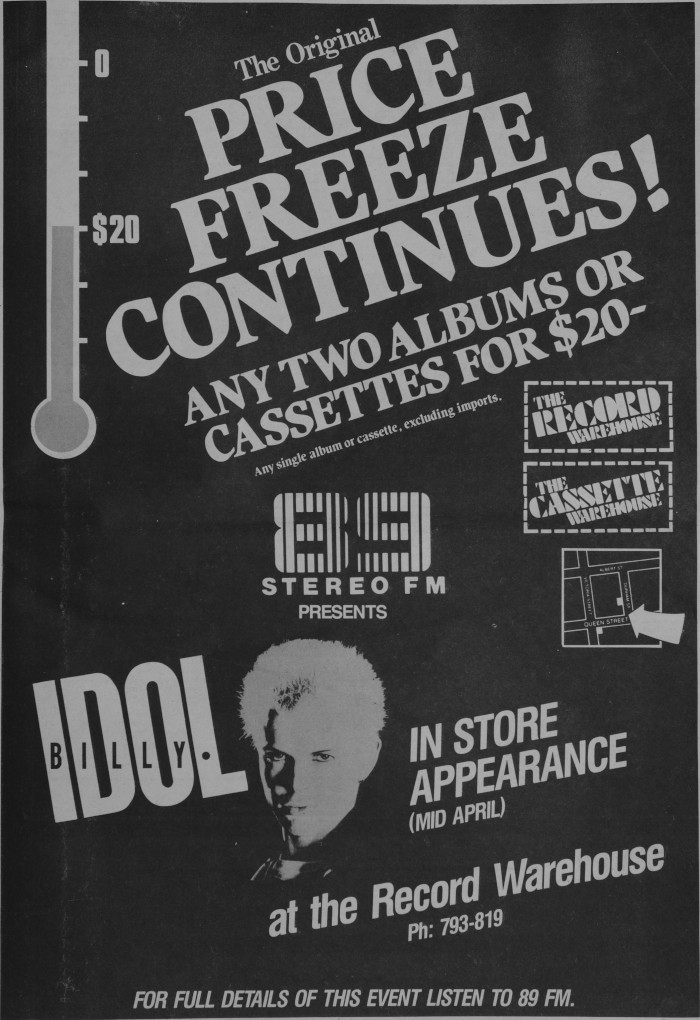 0
$20
The Original
PRICE
FREEZE
CONTINUES!
ANY TWO ALBUMS OR
CASSETTES FOR $20-
Any single album or cassette, excluding imports.
THE
RECORD
WAREHOUSE
THE
CASSETTE
WAREHOUSE
ALBERT ST
QUEEN STREET
89
STEREO FM
PRESENTS
IDOL
BILLY.
IN STORE
APPEARANCE
(MID APRIL)
at the Record Warehouse
Ph: 793-819
FOR FULL DETAILS OF THIS EVENT LISTEN TO 89 FM.